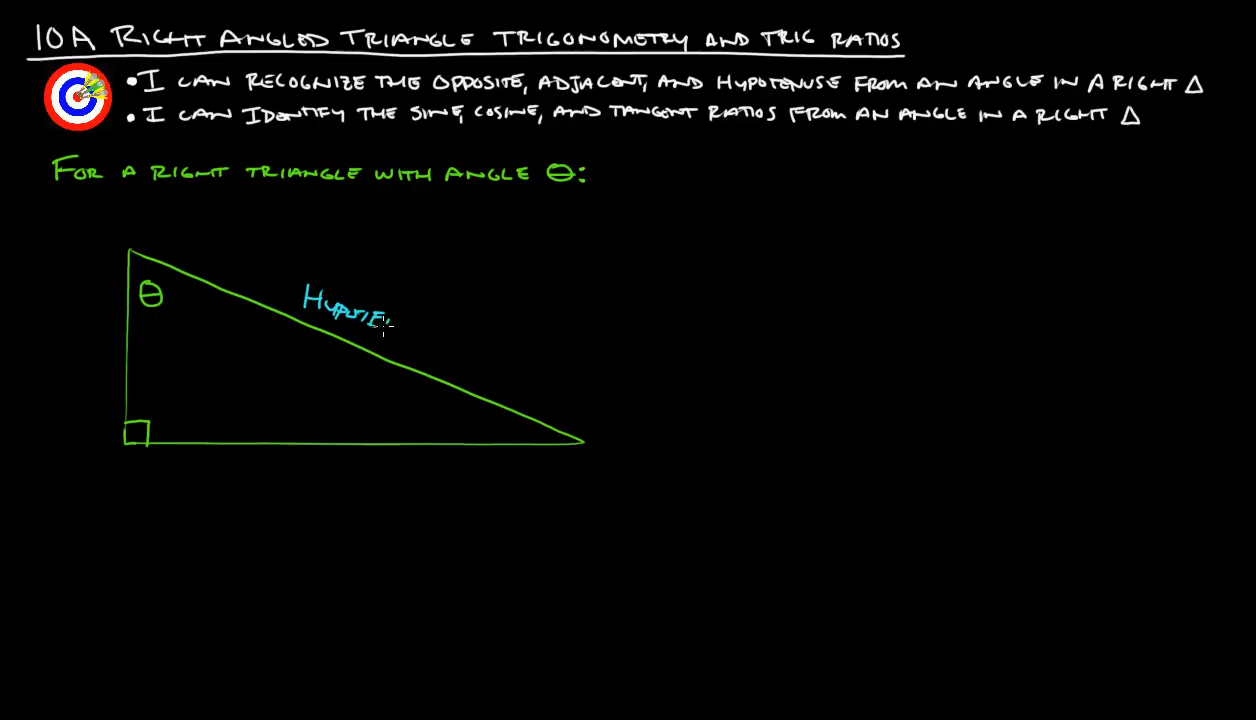 10A RIGHT ANGLED TRIANGLE TRIGONOMETRY AND TRIG RATIOS
• I CAN RECOGNIZE THE OPPOSITE, ADJACENT, AND HYPOTENUSE FROM AN ANGLE IN A RIGHT Δ
• I CAN IDENTIFY THE SINE, COSINE, AND TANGENT RATIOS FROM AN ANGLE IN A RIGHT Δ
FOR A RIGHT TRIANGLE WITH ANGLE θ:
θ